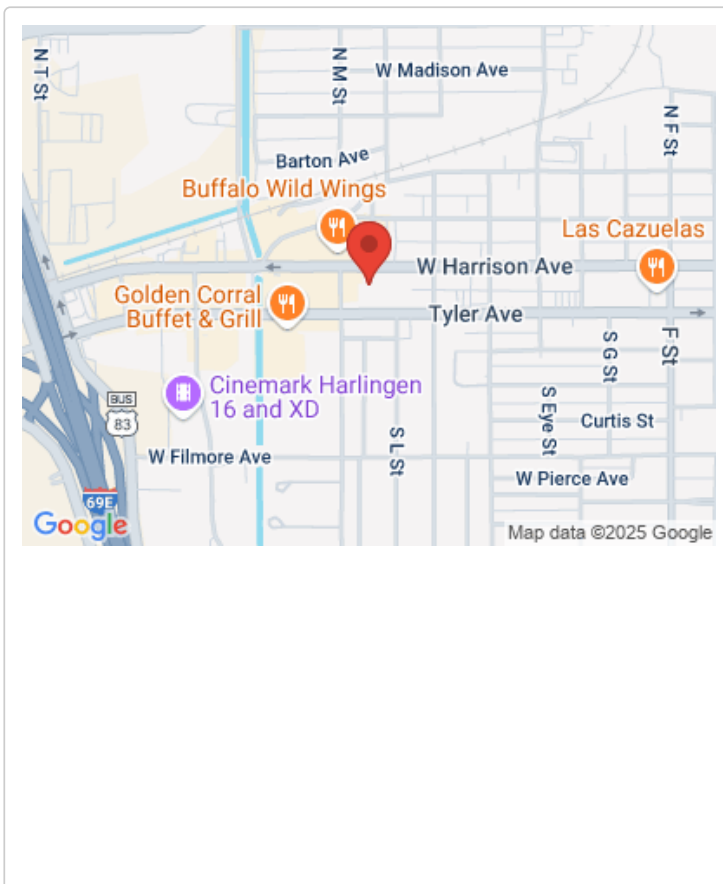 N T St
N M St
W Madison Ave
N F St
Barton Ave
Buffalo Wild Wings
Las Cazuelas
W Harrison Ave
Golden Corral
Buffet & Grill
Tyler Ave
F St
S G St
Cinemark Harlingen
16 and XD
BUS
83
S Eye St
Curtis St
S L St
W Filmore Ave
W Pierce Ave
69E
Google
Map data ©2025 Google